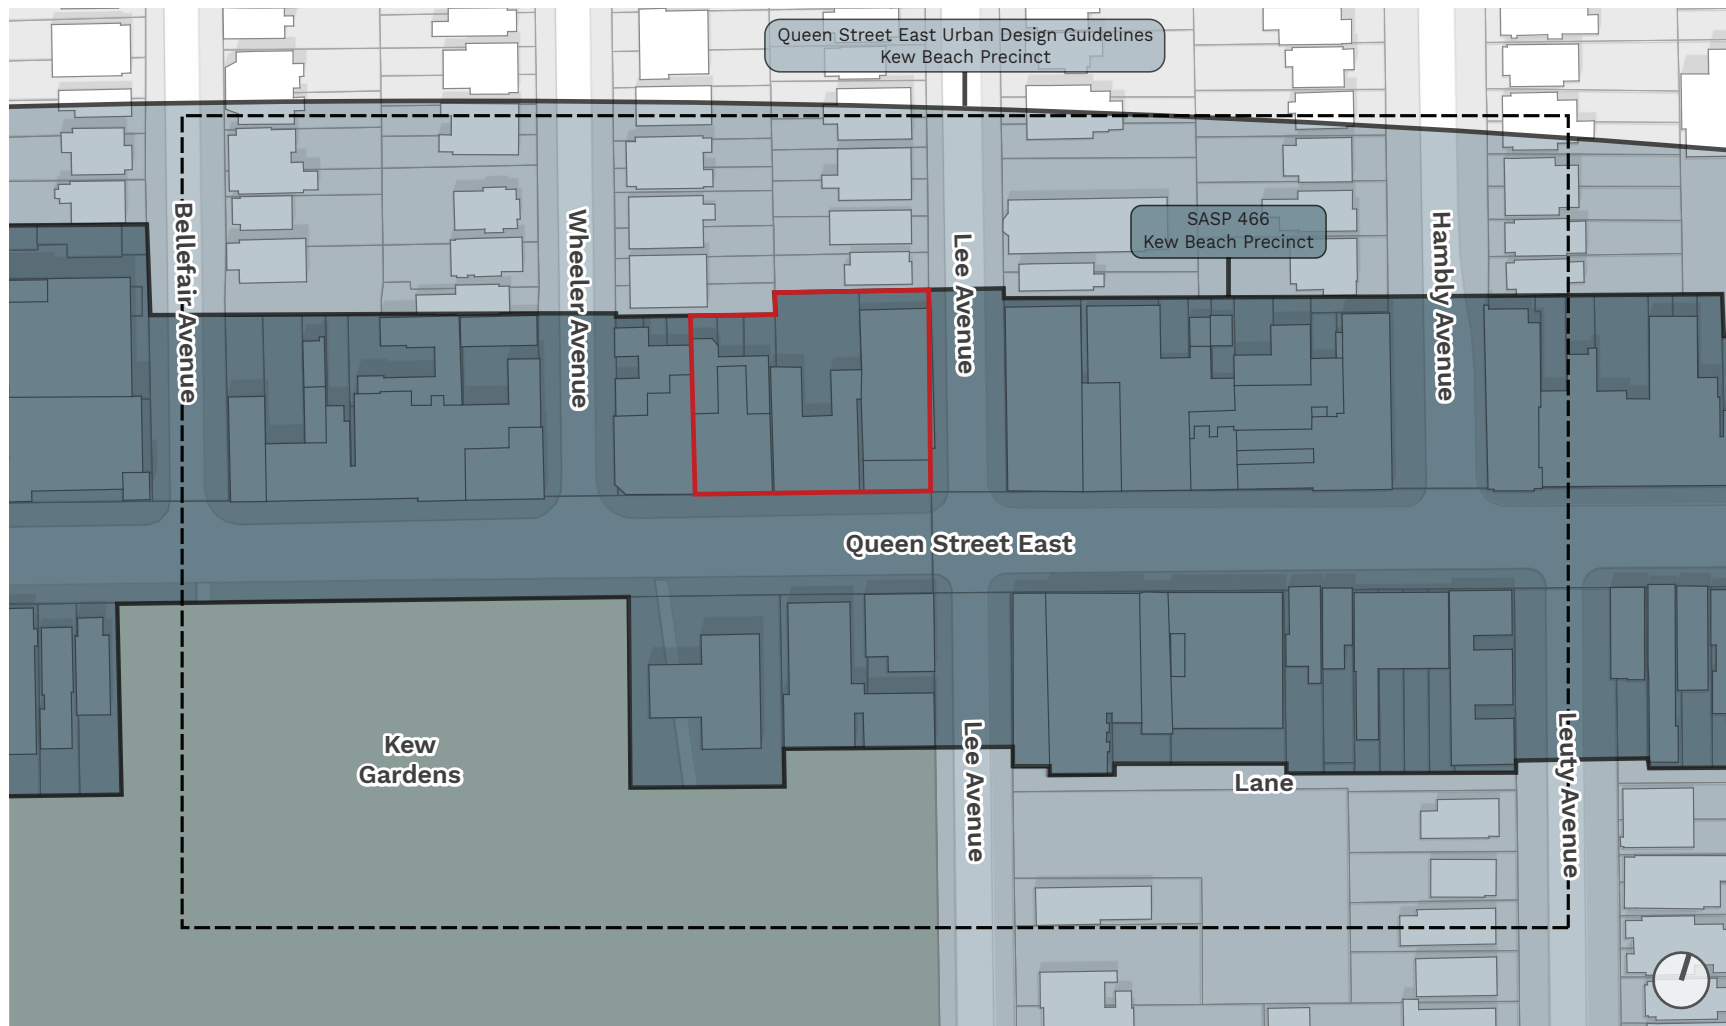 Queen Street East Urban Design Guidelines
Kew Beach Precinct
SASP 466
Kew Beach Precinct
Bellefair Avenue
Wheeler Avenue
Lee Avenue
Hambly Avenue
Queen Street East
Kew
Gardens
Lee Avenue
Lane
Leuty Avenue